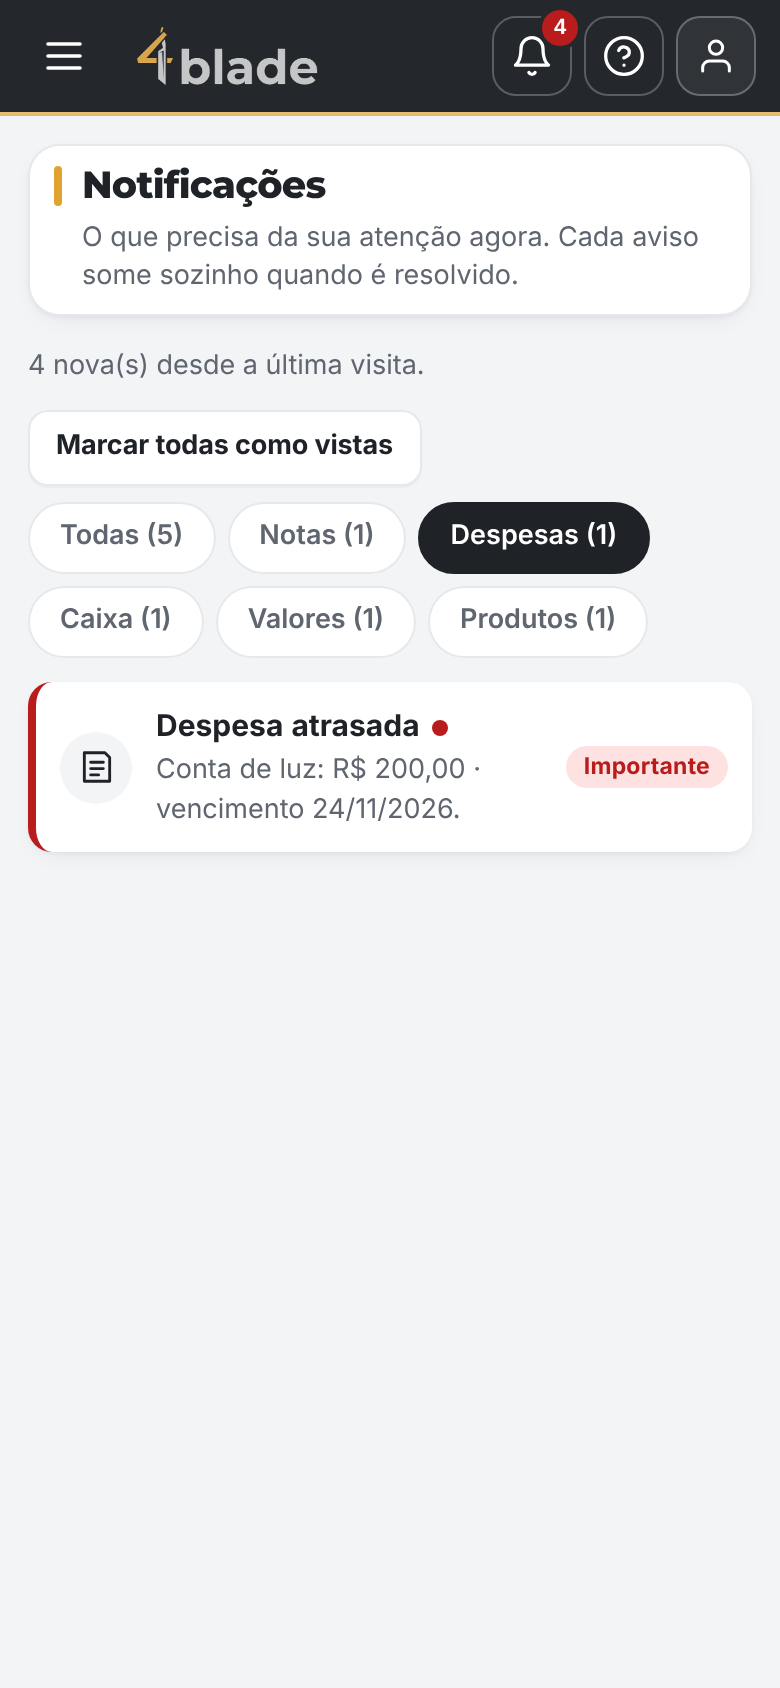 4blade
4
Notificações
O que precisa da sua atenção agora. Cada aviso
some sozinho quando é resolvido.
4 nova(s) desde a última visita.
Marcar todas como vistas
Todas (5)
Notas (1)
Despesas (1)
Caixa (1)
Valores (1)
Produtos (1)
Despesa atrasada
Conta de luz: R$ 200,00 ·
vencimento 24/11/2026.
Importante